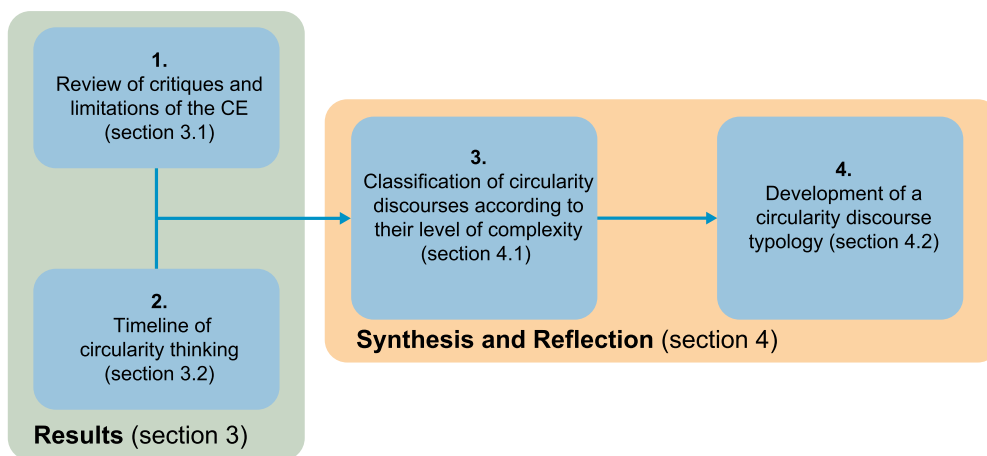 1.
Review of critiques and
limitations of the CE
(section 3.1)
2.
Timeline of
circularity thinking
(section 3.2)
Results (section 3)
3.
Classification of circularity
discourses according to
their level of complexity
(section 4.1)
4.
Development of a
circularity discourse
typology (section 4.2)
Synthesis and Reflection (section 4)